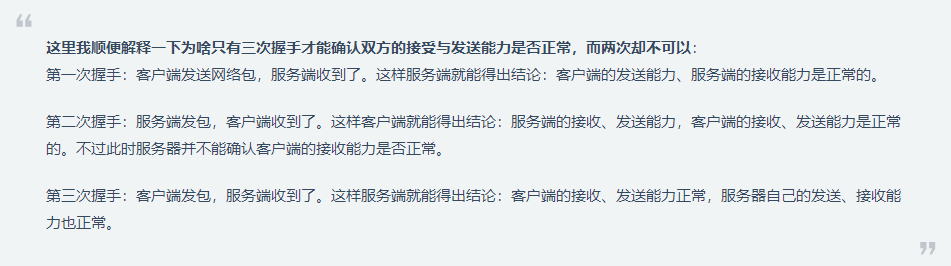 “
这里我顺便解释一下为啥只有三次握手才能确认双方的接受与发送能力是否正常，而两次却不可以：
第一次握手：客户端发送网络包，服务端收到了。这样服务端就能得出结论：客户端的发送能力、服务端的接收能力是正常的。
第二次握手：服务端发包，客户端收到了。这样客户端就能得出结论：服务端的接收、发送能力，客户端的接收、发送能力是正常
的。不过此时服务器并不能确认客户端的接收能力是否正常。
第三次握手：客户端发包，服务端收到了。这样服务端就能得出结论：客户端的接收、发送能力正常，服务器自己的发送、接收能
力也正常。
”